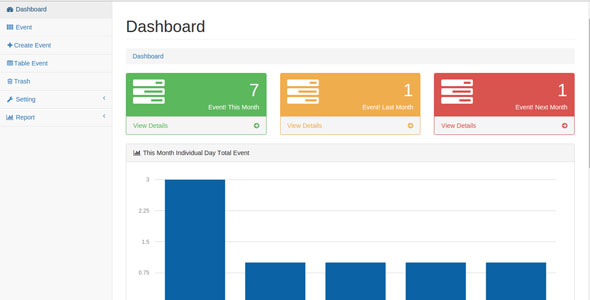 Dashboard
Event
Create Event
Table Event
Trash
Setting
Report
Dashboard
Dashboard
7
Event! This Month
View Details
1
Event! Last Month
View Details
1
Event! Next Month
View Details
This Month Individual Day Total Event
3
2.25
1.5
0.75